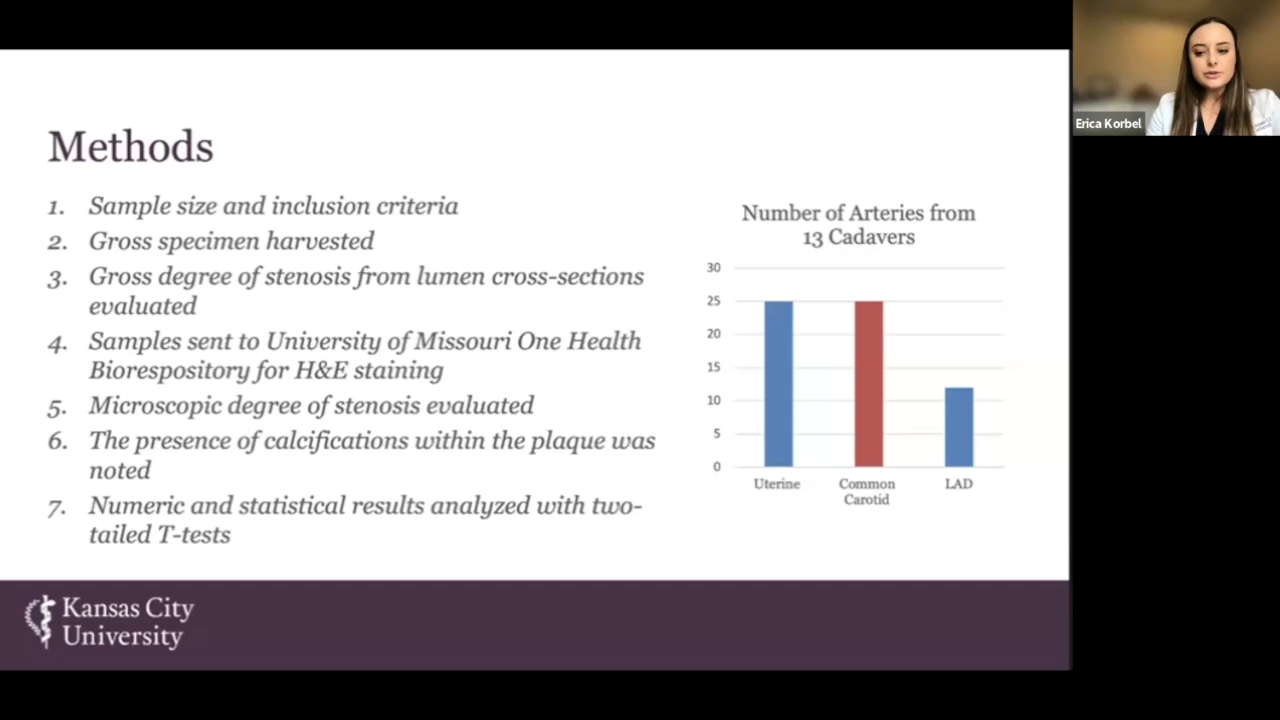 Methods
1. Sample size and inclusion criteria
2. Gross specimen harvested
3. Gross degree of stenosis from lumen cross-sections
evaluated
4. Samples sent to University of Missouri One Health
Biorespository for H&E staining
5. Microscopic degree of stenosis evaluated
6. The presence of calcifications within the plaque was
noted
7. Numeric and statistical results analyzed with two-
tailed T-tests
Number of Arteries from
13 Cadavers
30
25
20
15
10
5
0
Uterine
Common
Carotid
LAD
Kansas City
University
Erica Korbel